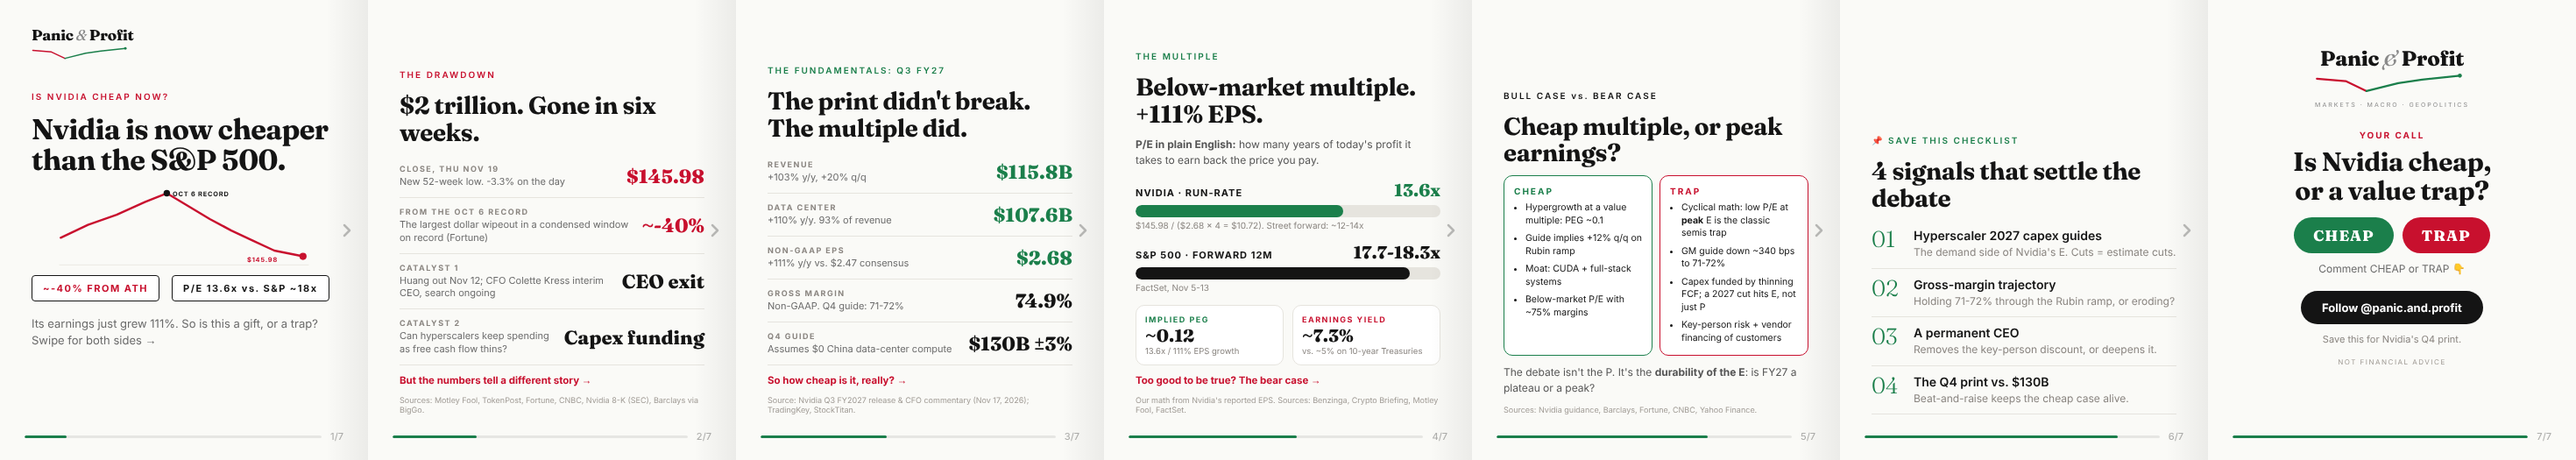 Panic & Profit
IS NVIDIA CHEAP NOW?
Nvidia is now cheaper
than the S&P 500.
OCT 6 RECORD
$145.98
~-40% FROM ATH
P/E 13.6x vs. S&P ~18x
Its earnings just grew 111%. So is this a gift, or a trap?
Swipe for both sides →
1/7
THE DRAWDOWN
$2 trillion. Gone in six
weeks.
CLOSE, THU NOV 19
New 52-week low. -3.3% on the day
$145.98
FROM THE OCT 6 RECORD
The largest dollar wipeout in a condensed window
on record (Fortune)
~-40%
CATALYST 1
Huang out Nov 12; CFO Colette Kress interim
CEO, search ongoing
CEO exit
CATALYST 2
Can hyperscalers keep spending
as free cash flow thins?
Capex funding
But the numbers tell a different story →
Sources: Motley Fool, TokenPost, Fortune, CNBC, Nvidia 8-K (SEC), Barclays via
BigGo.
2/7
THE FUNDAMENTALS: Q3 FY27
The print didn't break.
The multiple did.
REVENUE
+103% y/y, +20% q/q
$115.8B
DATA CENTER
+110% y/y. 93% of revenue
$107.6B
NON-GAAP EPS
+111% y/y vs. $2.47 consensus
$2.68
GROSS MARGIN
Non-GAAP. Q4 guide: 71-72%
74.9%
Q4 GUIDE
Assumes $0 China data-center compute
$130B ±3%
So how cheap is it, really? →
Source: Nvidia Q3 FY2027 release & CFO commentary (Nov 17, 2026);
TradingKey, StockTitan.
3/7
THE MULTIPLE
Below-market multiple.
+111% EPS.
P/E in plain English: how many years of today's profit it
takes to earn back the price you pay.
NVIDIA · RUN-RATE
13.6x
$145.98 / ($2.68 × 4 = $10.72). Street forward: ~12-14x
S&P 500 · FORWARD 12M
17.7-18.3x
FactSet, Nov 5-13
IMPLIED PEG
~0.12
13.6x / 111% EPS growth
EARNINGS YIELD
~7.3%
vs. ~5% on 10-year Treasuries
Too good to be true? The bear case →
Our math from Nvidia's reported EPS. Sources: Benzinga, Crypto Briefing, Motley
Fool, FactSet.
4/7
BULL CASE vs. BEAR CASE
Cheap multiple, or peak
earnings?
CHEAP
• Hypergrowth at a value
multiple: PEG ~0.1
• Guide implies +12% q/q on
Rubin ramp
• Moat: CUDA + full-stack
systems
• Below-market P/E with
~75% margins
TRAP
• Cyclical math: low P/E at
peak E is the classic
semis trap
• GM guide down ~340 bps
to 71-72%
• Capex funded by thinning
FCF; a 2027 cut hits E, not
just P
• Key-person risk + vendor
financing of customers
The debate isn't the P. It's the durability of the E: is FY27 a
plateau or a peak?
Sources: Nvidia guidance, Barclays, Fortune, CNBC, Yahoo Finance.
5/7
📌 SAVE THIS CHECKLIST
4 signals that settle the
debate
01
Hyperscaler 2027 capex guides
The demand side of Nvidia's E. Cuts = estimate cuts.
02
Gross-margin trajectory
Holding 71-72% through the Rubin ramp, or eroding?
03
A permanent CEO
Removes the key-person discount, or deepens it.
04
The Q4 print vs. $130B
Beat-and-raise keeps the cheap case alive.
6/7
Panic & Profit
MARKETS · MACRO · GEOPOLITICS
YOUR CALL
Is Nvidia cheap,
or a value trap?
CHEAP
TRAP
Comment CHEAP or TRAP 👇
Follow @panic.and.profit
Save this for Nvidia's Q4 print.
NOT FINANCIAL ADVICE
7/7